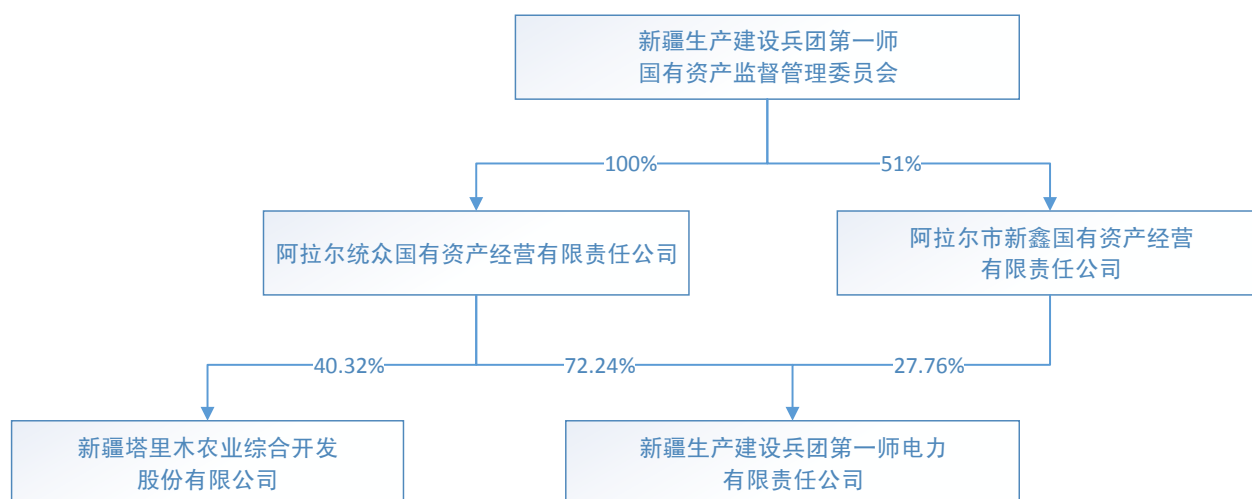 新疆生产建设兵团第一师
国有资产监督管理委员会
100%
51%
阿拉尔统众国有资产经营有限责任公司
阿拉尔市新鑫国有资产经营
有限责任公司
40.32%
72.24%
27.76%
新疆塔里木农业综合开发
股份有限公司
新疆生产建设兵团第一师电力
有限责任公司